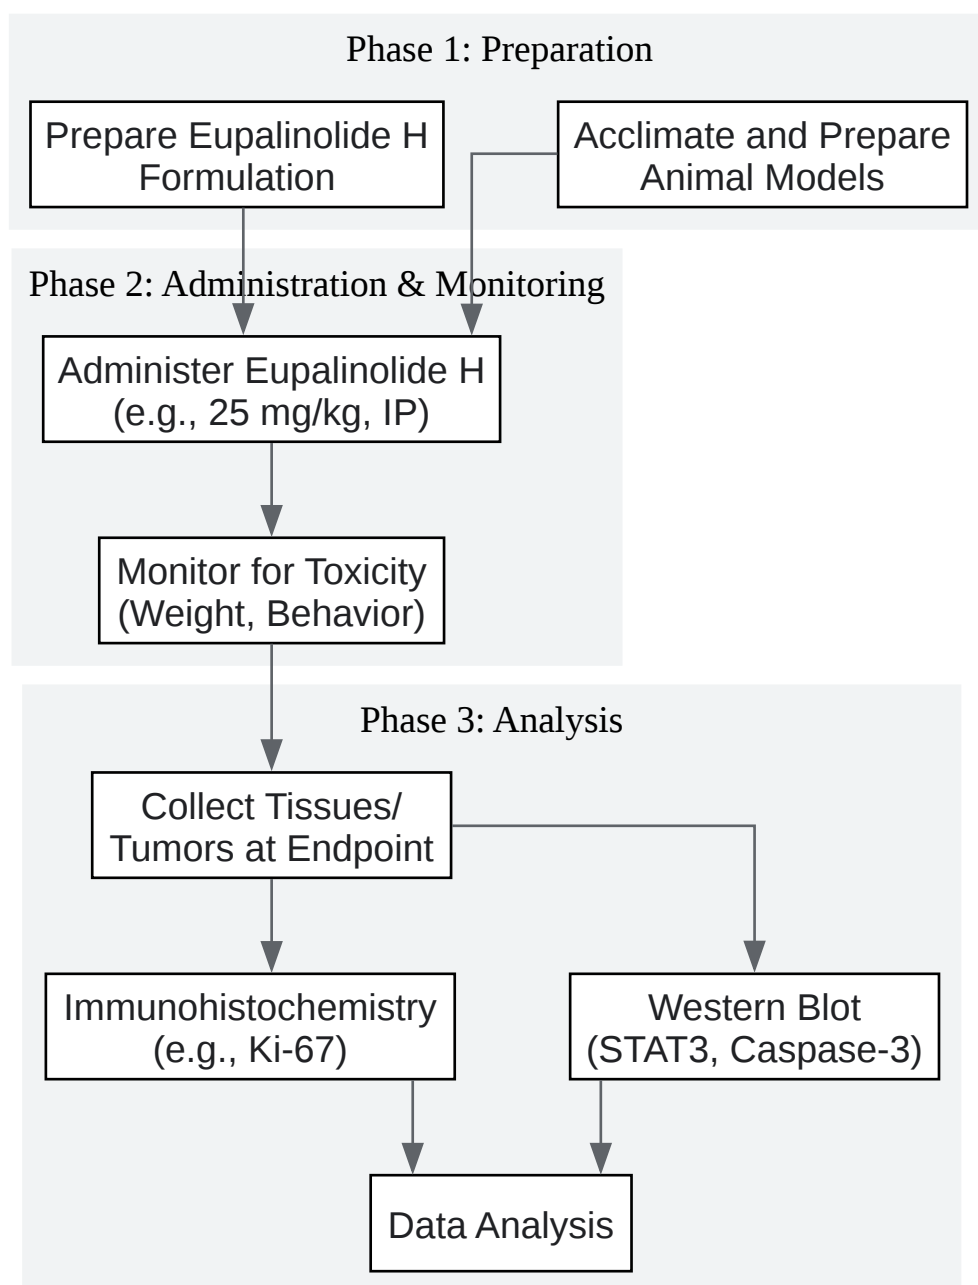 Phase 1: Preparation
Prepare Eupalinolide H
Formulation
Acclimate and Prepare
Animal Models
Phase 2: Administration & Monitoring
Administer Eupalinolide H
(e.g., 25 mg/kg, IP)
Monitor for Toxicity
(Weight, Behavior)
Phase 3: Analysis
Collect Tissues/
Tumors at Endpoint
Immunohistochemistry
(e.g., Ki-67)
Western Blot
(STAT3, Caspase-3)
Data Analysis